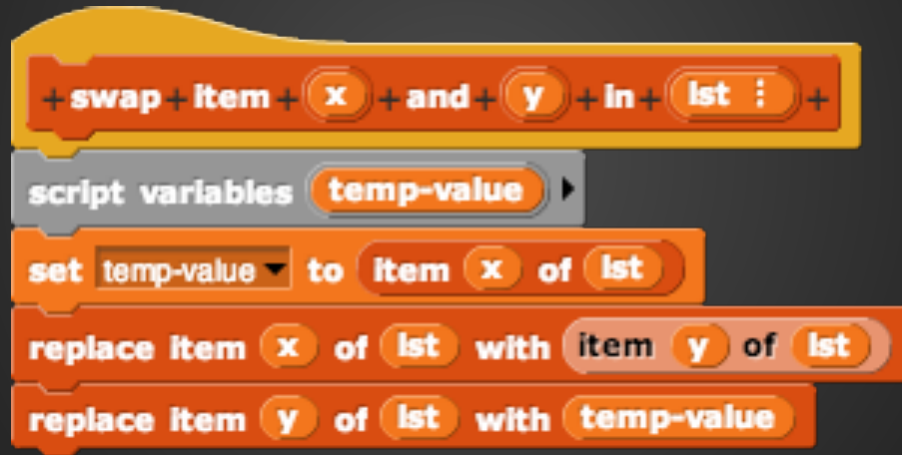 + swap + item + x + and + y + in + lst ⋮ +
script variables temp-value
set temp-value to item x of lst
replace item x of lst with item y of lst
replace item y of lst with temp-value